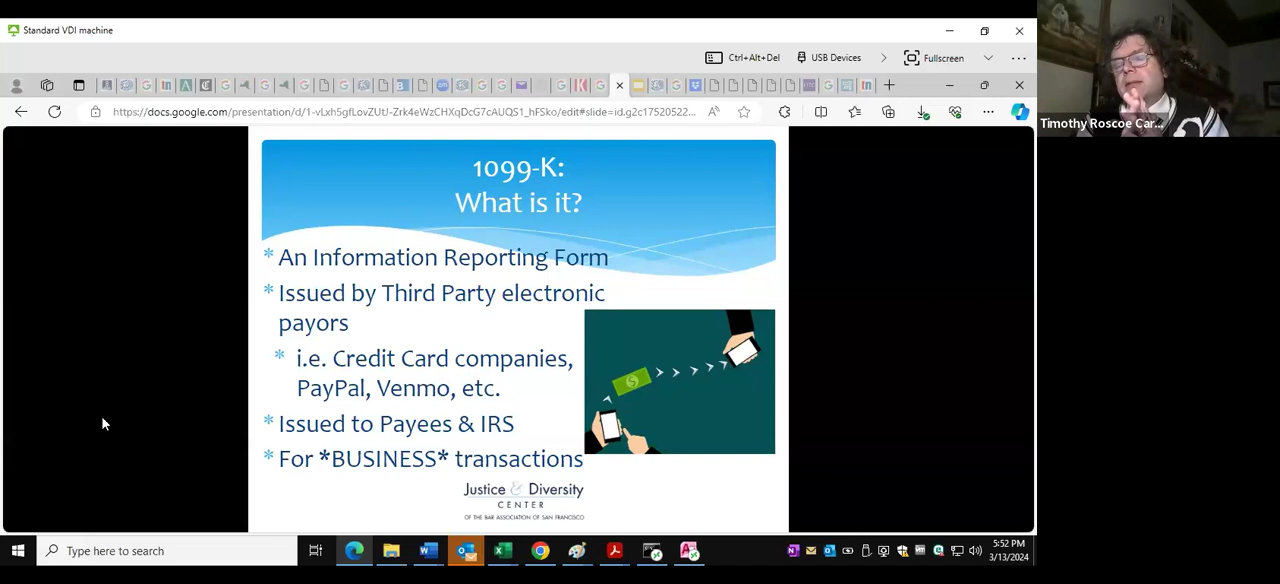 Standard VDI machine
Ctrl+Alt+Del
USB Devices
Fullscreen
https://docs.google.com/presentation/d/1-vLxh5gfLovZUtJ-Zrk4eWzCHXqDcG7cAUQS1_hFSko/edit#slide=id.g2c17520522...
Timothy Roscoe Car...
1099-K:
What is it?
* An Information Reporting Form
* Issued by Third Party electronic
payors
* i.e. Credit Card companies,
PayPal, Venmo, etc.
* Issued to Payees & IRS
* For *BUSINESS* transactions
Justice & Diversity
CENTER
OF THE BAR ASSOCIATION OF SAN FRANCISCO
Type here to search
5:52 PM
3/13/2024